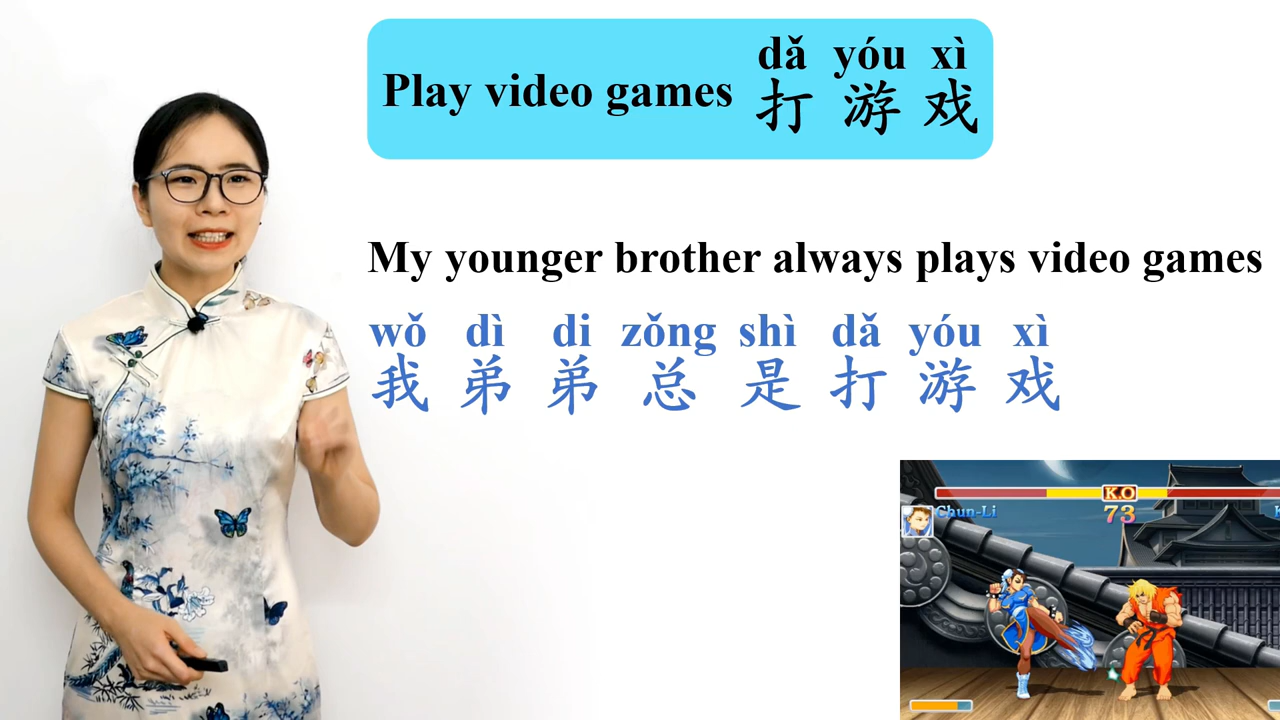 Play video games
dǎ yóu xì
打游戏
My younger brother always plays video games
wǒ dì di zǒng shì dǎ yóu xì
我弟弟总是打游戏
K.O
Chun-Li
73
K